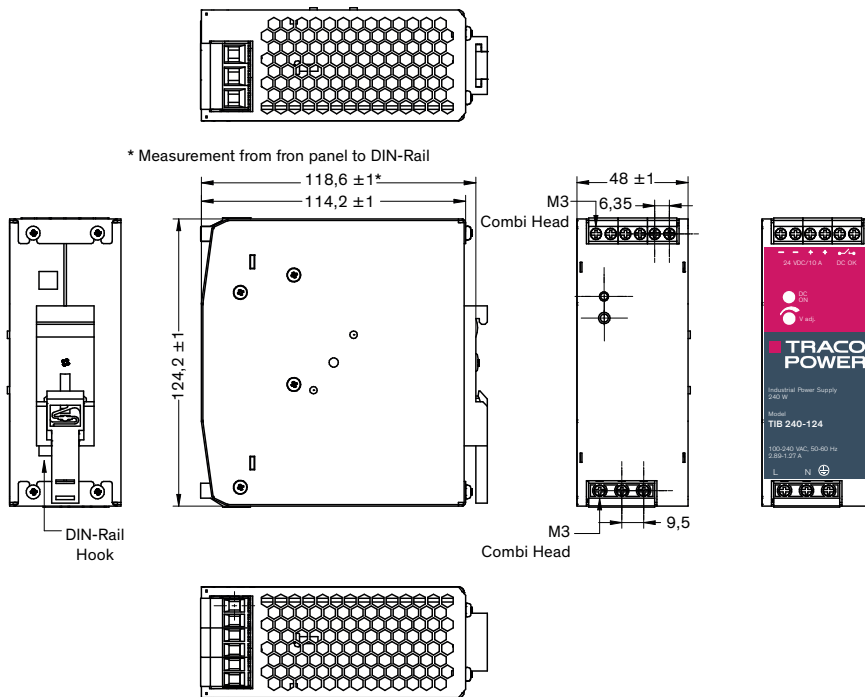 * Measurement from fron panel to DIN-Rail
118,6 ±1*
114,2 ±1
124,2 ±1
48 ±1
M3
Combi Head
6,35
M3
Combi Head
9,5
DIN-Rail
Hook
– – + + 
24 VDC/10 A DC OK
DC
ON
V adj.
TRACO
POWER
Industrial Power Supply
240 W
Model
TIB 240-124
100-240 VAC, 50-60 Hz
2.89-1.27 A
L N